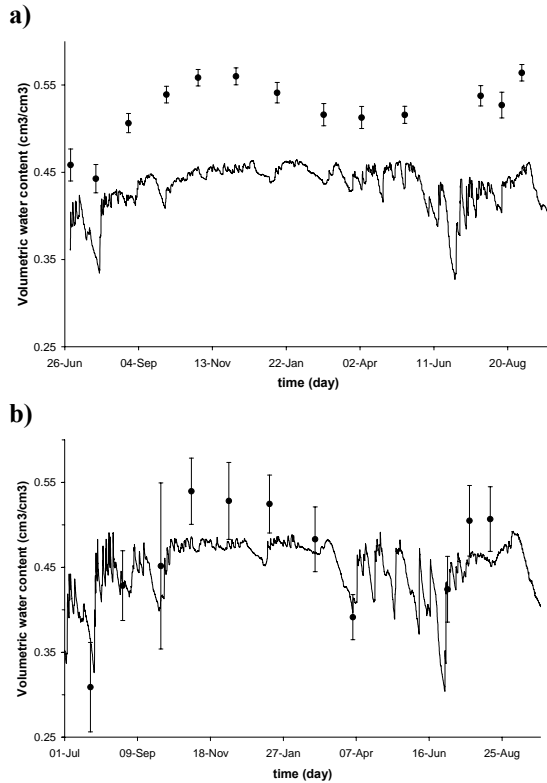 a)
Volumetric water content (cm3/cm3)
0.55
0.45
0.35
0.25
26-Jun 04-Sep 13-Nov 22-Jan 02-Apr 11-Jun 20-Aug
time (day)
b)
Volumetric water content (cm3/cm3)
0.55
0.45
0.35
0.25
01-Jul 09-Sep 18-Nov 27-Jan 07-Apr 16-Jun 25-Aug
time (day)